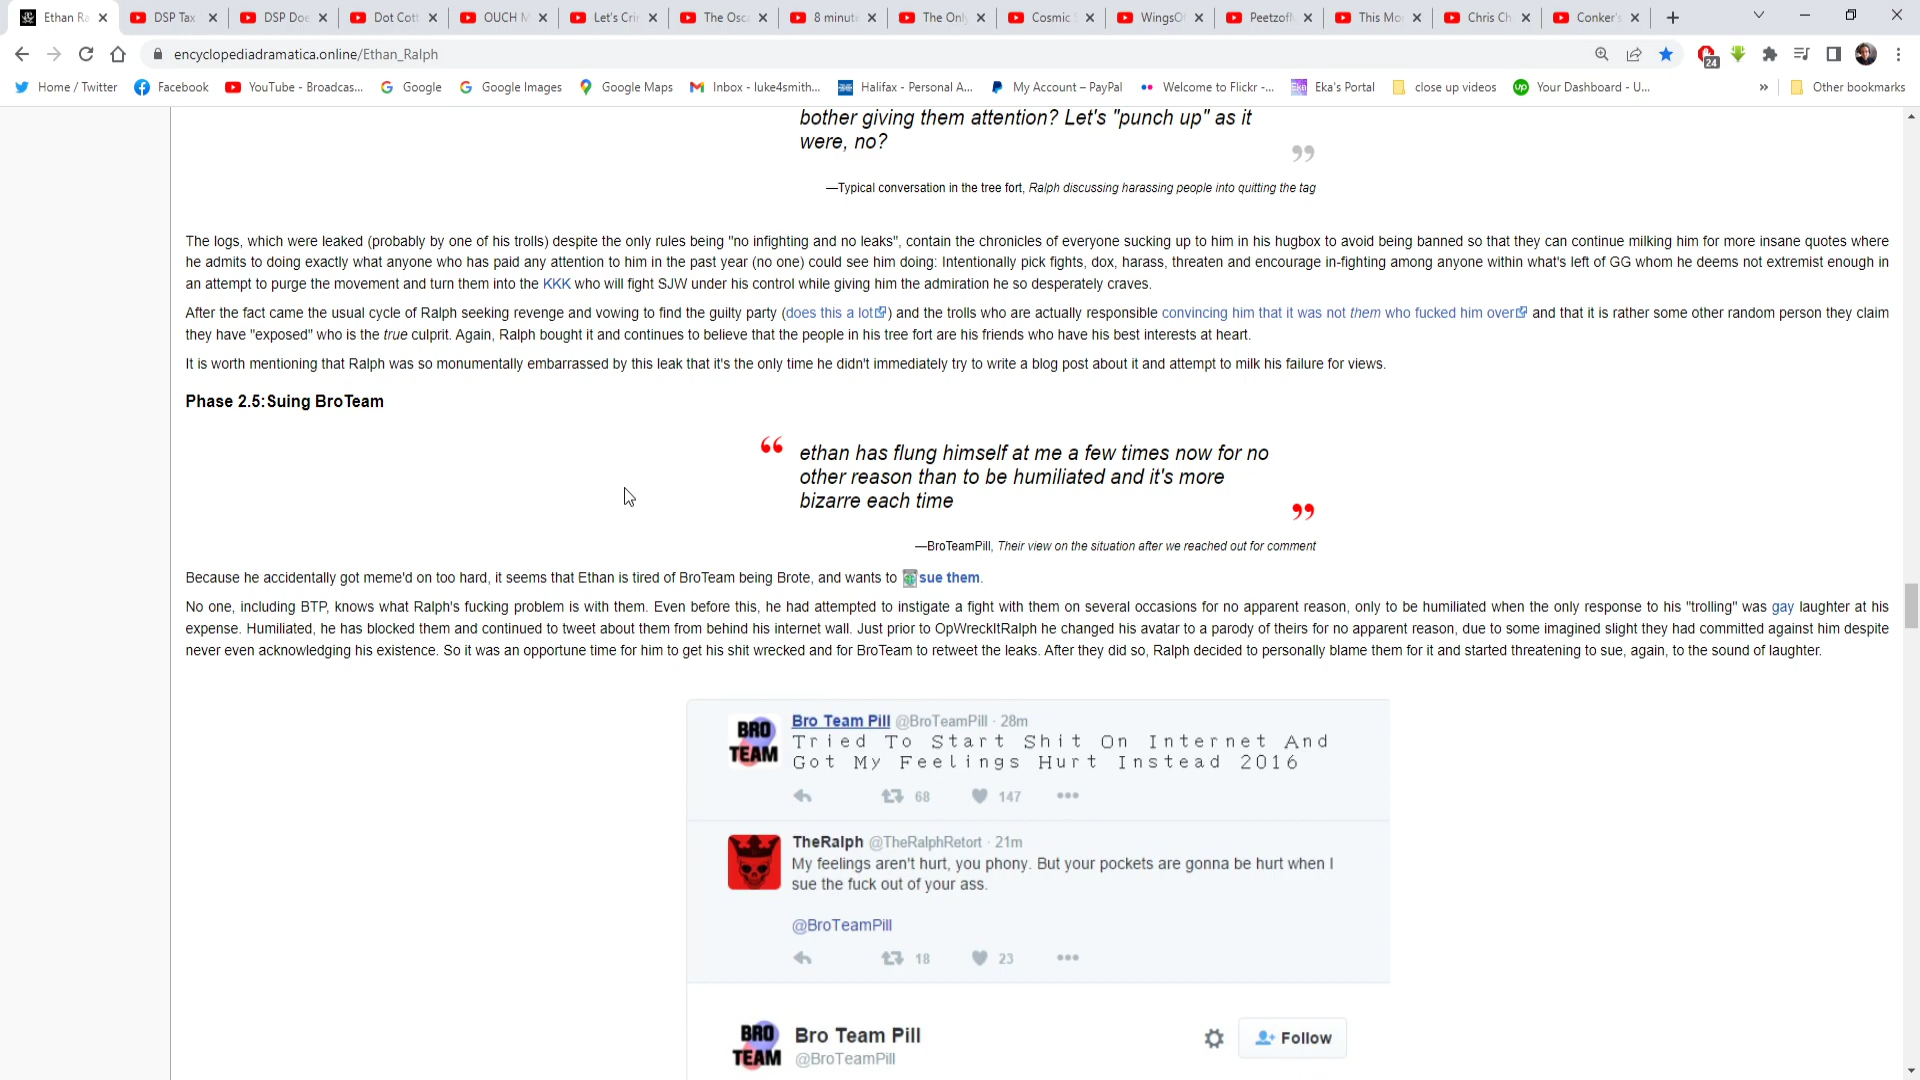 Ethan Ra
DSP Tax
DSP Doe
Dot Cott
OUCH M
Let's Cri
The Osca
8 minut
The Onl
Cosmic
WingsO
Peetzof
This Mo
Chris Ch
Conker's
encyclopediadramatica.online/Ethan_Ralph
24
Home / Twitter
Facebook
YouTube - Broadcas...
Google
Google Images
Google Maps
Inbox - luke4smith...
Halifax - Personal A...
My Account – PayPal
Welcome to Flickr -...
Eka's Portal
close up videos
Your Dashboard - U...
»
Other bookmarks
bother giving them attention? Let's "punch up" as it
were, no?
”
—Typical conversation in the tree fort, Ralph discussing harassing people into quitting the tag
The logs, which were leaked (probably by one of his trolls) despite the only rules being "no infighting and no leaks", contain the chronicles of everyone sucking up to him in his hugbox to avoid being banned so that they can continue milking him for more insane quotes where
he admits to doing exactly what anyone who has paid any attention to him in the past year (no one) could see him doing: Intentionally pick fights, dox, harass, threaten and encourage in-fighting among anyone within what's left of GG whom he deems not extremist enough in
an attempt to purge the movement and turn them into the KKK who will fight SJW under his control while giving him the admiration he so desperately craves.
After the fact came the usual cycle of Ralph seeking revenge and vowing to find the guilty party (does this a lot) and the trolls who are actually responsible convincing him that it was not them who fucked him over and that it is rather some other random person they claim
they have "exposed" who is the true culprit. Again, Ralph bought it and continues to believe that the people in his tree fort are his friends who have his best interests at heart.
It is worth mentioning that Ralph was so monumentally embarrassed by this leak that it's the only time he didn't immediately try to write a blog post about it and attempt to milk his failure for views.
Phase 2.5:Suing BroTeam
“ ethan has flung himself at me a few times now for no
other reason than to be humiliated and it's more
bizarre each time
”
—BroTeamPill, Their view on the situation after we reached out for comment
Because he accidentally got meme'd on too hard, it seems that Ethan is tired of BroTeam being Brote, and wants to sue them.
No one, including BTP, knows what Ralph's fucking problem is with them. Even before this, he had attempted to instigate a fight with them on several occasions for no apparent reason, only to be humiliated when the only response to his "trolling" was gay laughter at his
expense. Humiliated, he has blocked them and continued to tweet about them from behind his internet wall. Just prior to OpWreckItRalph he changed his avatar to a parody of theirs for no apparent reason, due to some imagined slight they had committed against him despite
never even acknowledging his existence. So it was an opportune time for him to get his shit wrecked and for BroTeam to retweet the leaks. After they did so, Ralph decided to personally blame them for it and started threatening to sue, again, to the sound of laughter.
BRO
TEAM
Bro Team Pill @BroTeamPill · 28m
Tried To Start Shit On Internet And
Got My Feelings Hurt Instead 2016
68 147
TheRalph @TheRalphRetort · 21m
My feelings aren't hurt, you phony. But your pockets are gonna be hurt when I
sue the fuck out of your ass.
@BroTeamPill
18 23
BRO
TEAM
Bro Team Pill
@BroTeamPill
Follow